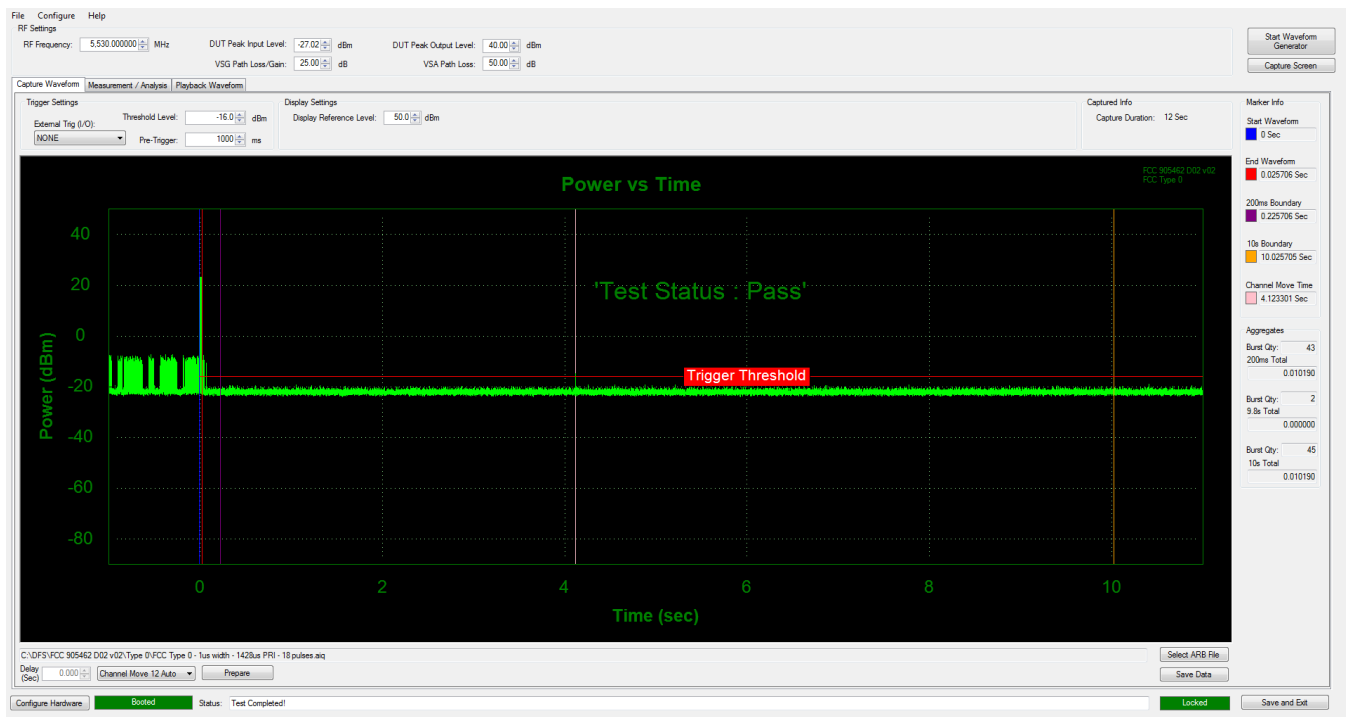 File Configure Help
RF Settings
RF Frequency: 5,530.000000 MHz DUT Peak Input Level: -27.02 dBm DUT Peak Output Level: 40.00 dBm
VSG Path Loss/Gain: 25.00 dB VSA Path Loss: 50.00 dB
Start Waveform
Generator
Capture Screen
Capture Waveform Measurement / Analysis Playback Waveform
Trigger Settings
External Trig (I/O): Threshold Level: -16.0 dBm
NONE Pre-Trigger: 1000 ms
Display Settings
Display Reference Level: 50.0 dBm
Captured Info
Capture Duration: 12 Sec
Marker Info
Start Waveform
0 Sec
End Waveform
0.025706 Sec
200ms Boundary
0.225706 Sec
10s Boundary
10.025705 Sec
Channel Move Time
4.123301 Sec
Aggregates
Burst Qty: 43
200ms Total
0.010190
Burst Qty: 2
9.8s Total
0.000000
Burst Qty: 45
10s Total
0.010190
Power vs Time
FCC 905462 D02 v02
FCC Type 0
'Test Status : Pass'
Trigger Threshold
Power (dBm)
40
20
0
-20
-40
-60
-80
0 2 4 6 8 10
Time (sec)
C:\DFS\FCC 905462 D02 v02\Type 0\FCC Type 0 - 1us width - 1428us PRI - 18 pulses.aiq
Select ARB File
Delay
(Sec) 0.000 Channel Move 12 Auto Prepare
Save Data
Configure Hardware Booted Status: Test Completed! Locked Save and Exit